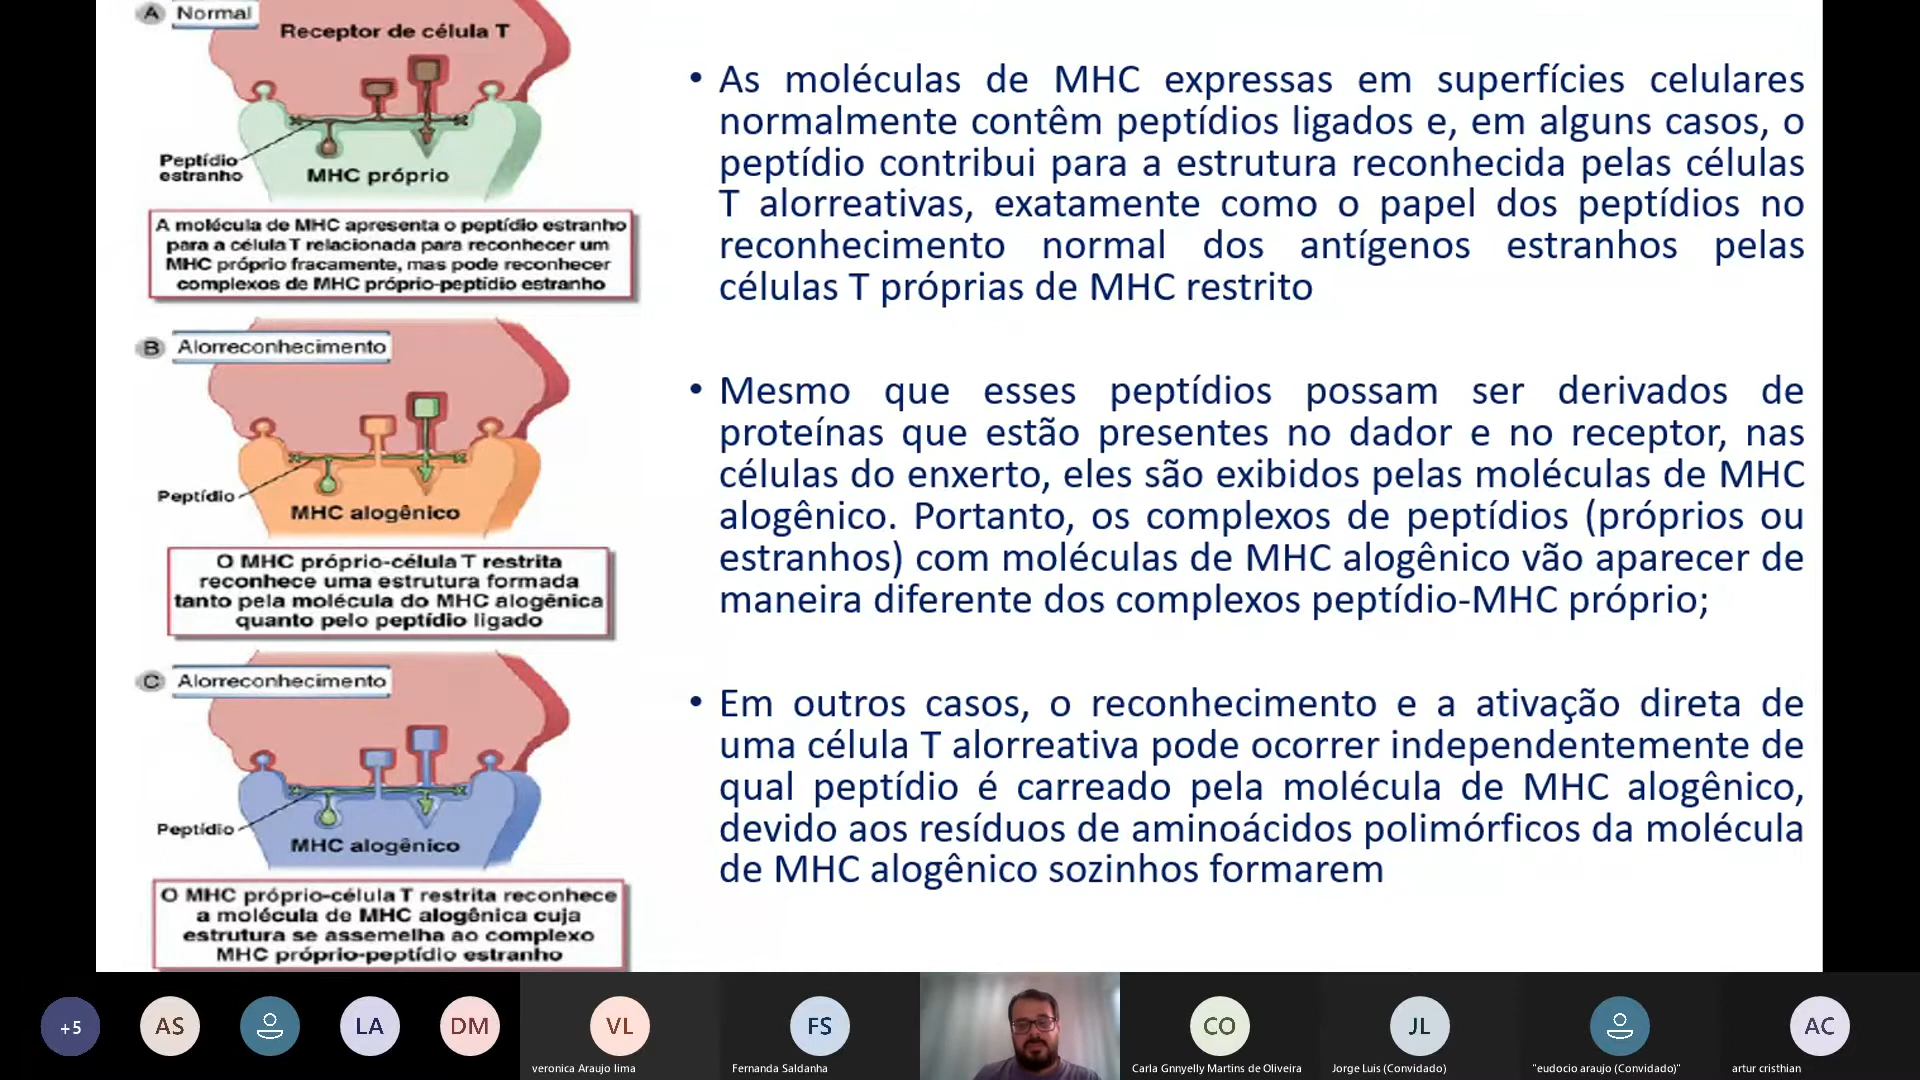 A Normal
Receptor de célula T
Peptídio
estranho
MHC próprio
A molécula de MHC apresenta o peptídio estranho
para a célula T relacionada para reconhecer um
MHC próprio fracamente, mas pode reconhecer
complexos de MHC próprio-peptídio estranho
B Alorreconhecimento
Peptídio
MHC alogênico
O MHC próprio-célula T restrita
reconhece uma estrutura formada
tanto pela molécula do MHC alogênica
quanto pelo peptídio ligado
C Alorreconhecimento
Peptídio
MHC alogênico
O MHC próprio-célula T restrita reconhece
a molécula de MHC alogênica cuja
estrutura se assemelha ao complexo
MHC próprio-peptídio estranho
• As moléculas de MHC expressas em superfícies celulares
normalmente contêm peptídios ligados e, em alguns casos, o
peptídio contribui para a estrutura reconhecida pelas células
T alorreativas, exatamente como o papel dos peptídios no
reconhecimento normal dos antígenos estranhos pelas
células T próprias de MHC restrito
• Mesmo que esses peptídios possam ser derivados de
proteínas que estão presentes no dador e no receptor, nas
células do enxerto, eles são exibidos pelas moléculas de MHC
alogênico. Portanto, os complexos de peptídios (próprios ou
estranhos) com moléculas de MHC alogênico vão aparecer de
maneira diferente dos complexos peptídio-MHC próprio;
• Em outros casos, o reconhecimento e a ativação direta de
uma célula T alorreativa pode ocorrer independentemente de
qual peptídio é carreado pela molécula de MHC alogênico,
devido aos resíduos de aminoácidos polimórficos da molécula
de MHC alogênico sozinhos formarem
+5
AS
LA
DM
VL
veronica Araujo lima
FS
Fernanda Saldanha
CO
Carla Gnnyelly Martins de Oliveira
JL
Jorge Luis (Convidado)
"eudocio araujo (Convidado)"
AC
artur cristhian